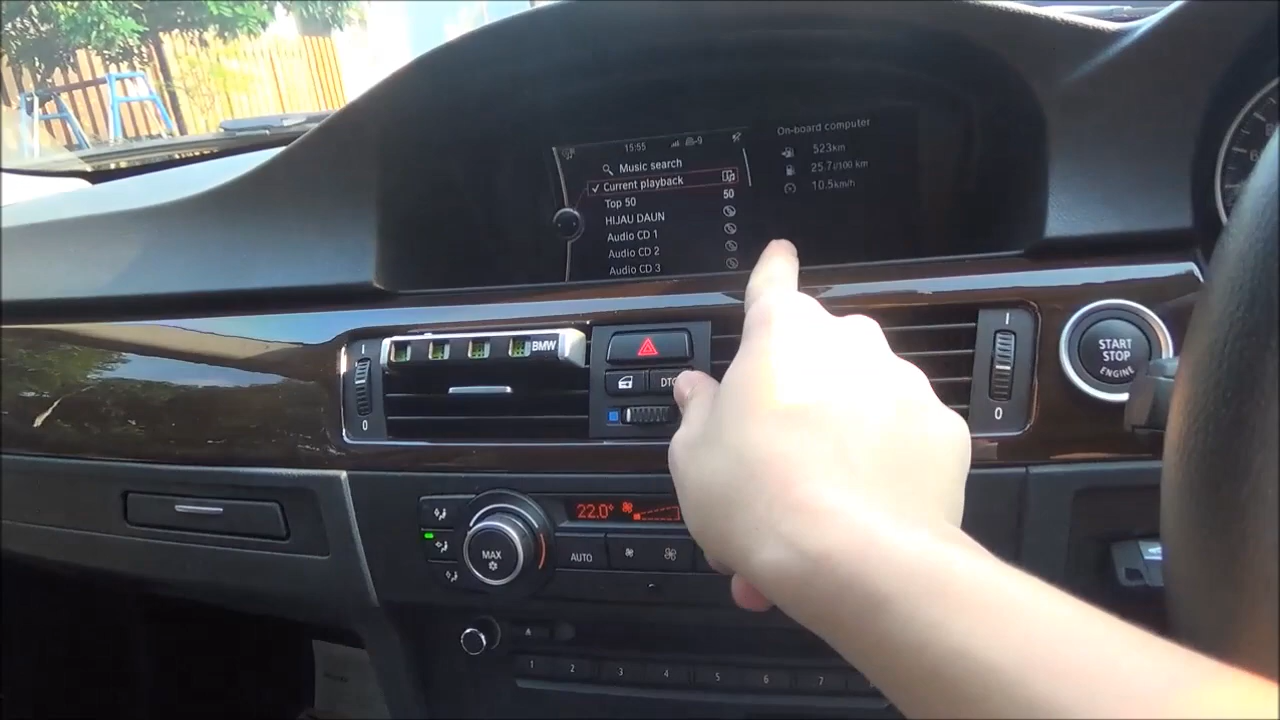 15:55
Music search
Current playback
Top 50
50
HIJAU DAUN
Audio CD 1
Audio CD 2
Audio CD 3
On-board computer
523km
25.7l/100 km
10.5km/h
BMW
DTC
I
0
I
0
START
STOP
ENGINE
22.0°
MAX
AUTO
1 2 3 4 5 6 7